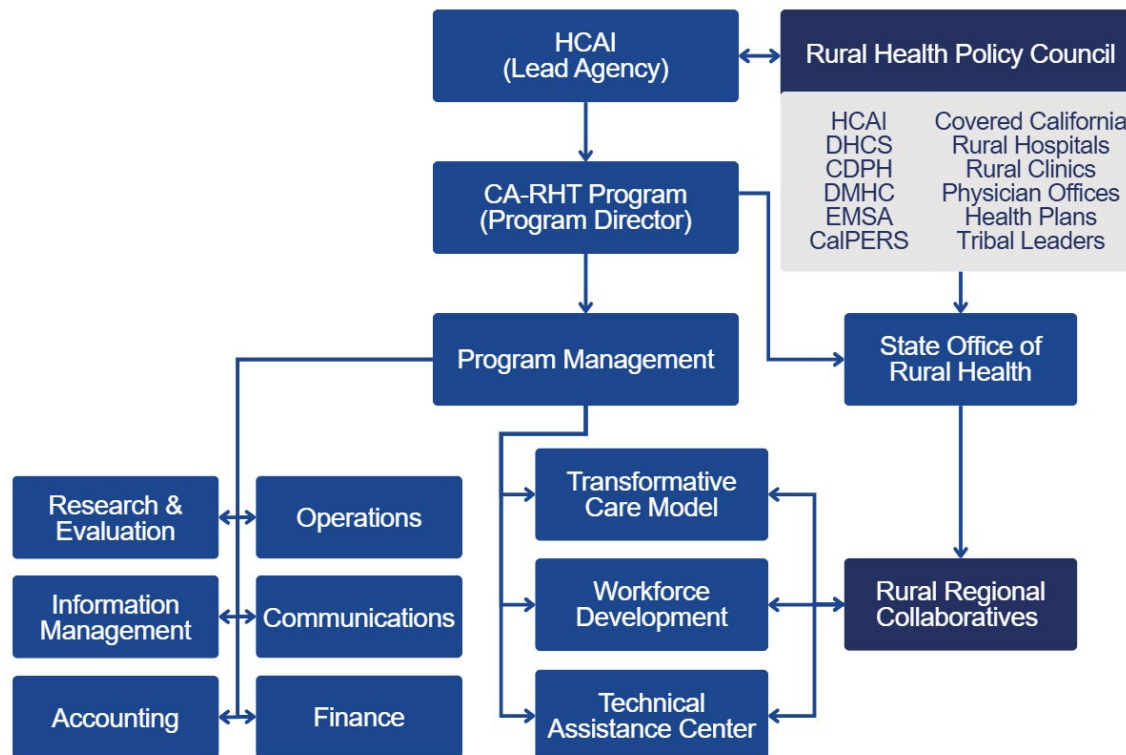 HCAI
(Lead Agency)
Rural Health Policy Council
HCAI Covered California
DHCS Rural Hospitals
CDPH Rural Clinics
DMHC Physician Offices
EMSA Health Plans
CalPERS Tribal Leaders
CA-RHT Program
(Program Director)
Program Management
State Office of
Rural Health
Research &
Evaluation
Operations
Transformative
Care Model
Information
Management
Communications
Workforce
Development
Rural Regional
Collaboratives
Accounting
Finance
Technical
Assistance Center